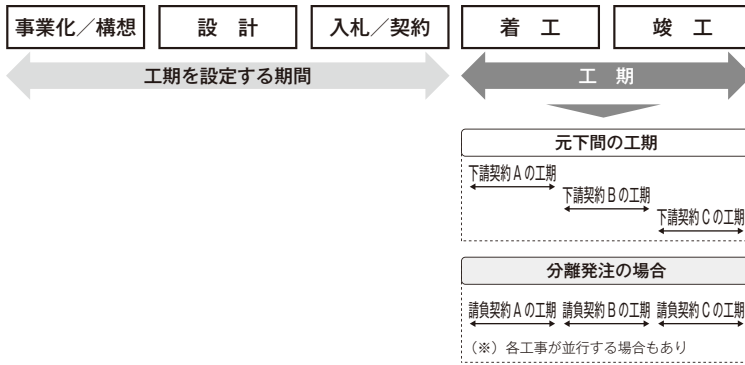 事業化／構想
設　計
入札／契約
着　工
竣　工
工期を設定する期間
工　期
元下間の工期
下請契約Aの工期
下請契約Bの工期
下請契約Cの工期
分離発注の場合
請負契約Aの工期 請負契約Bの工期 請負契約Cの工期
（※）各工事が並行する場合もあり